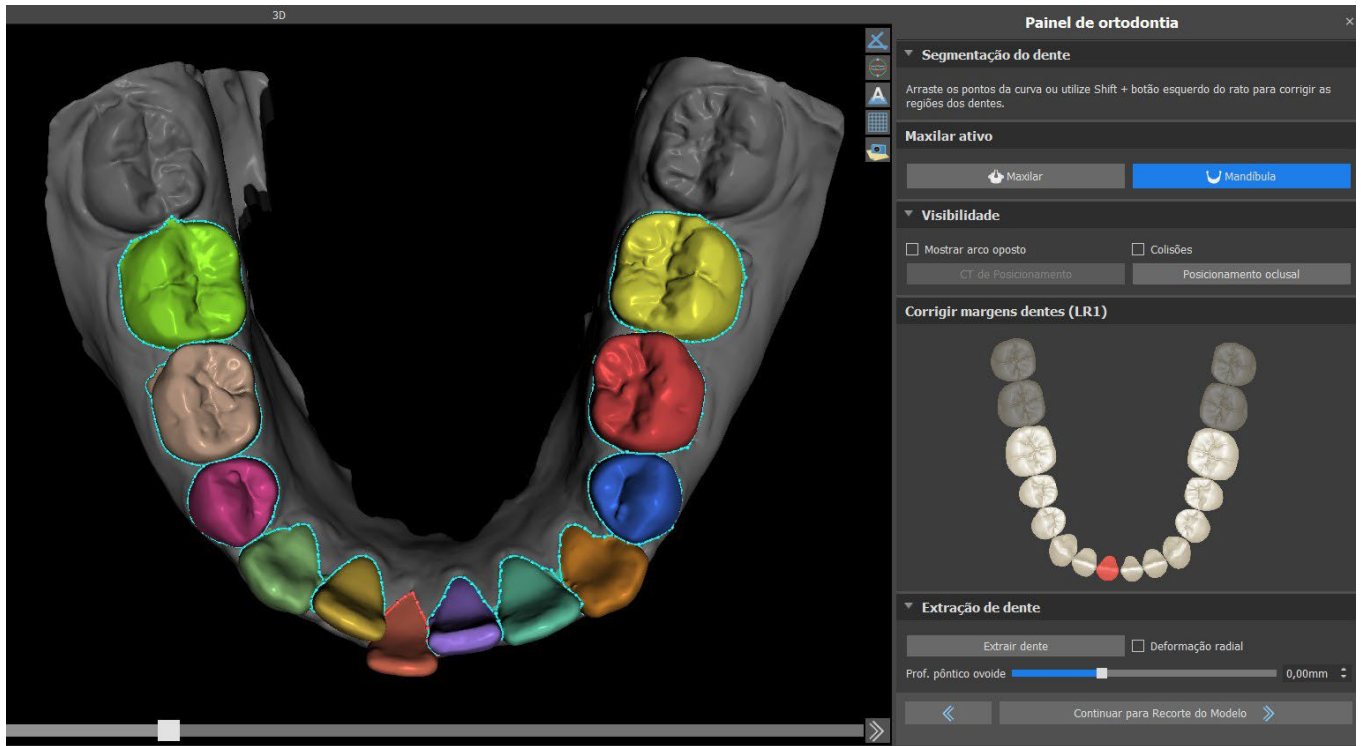 3D
Painel de ortodontia
Segmentação do dente
Arraste os pontos da curva ou utilize Shift + botão esquerdo do rato para corrigir as
regiões dos dentes.
Maxilar ativo
Maxilar
Mandíbula
Visibilidade
Mostrar arco oposto
Colisões
CT de Posicionamento
Posicionamento oclusal
Corrigir margens dentes (LR1)
Extração de dente
Extrair dente
Deformação radial
Prof. pôntico ovoide
0,00mm
Continuar para Recorte do Modelo